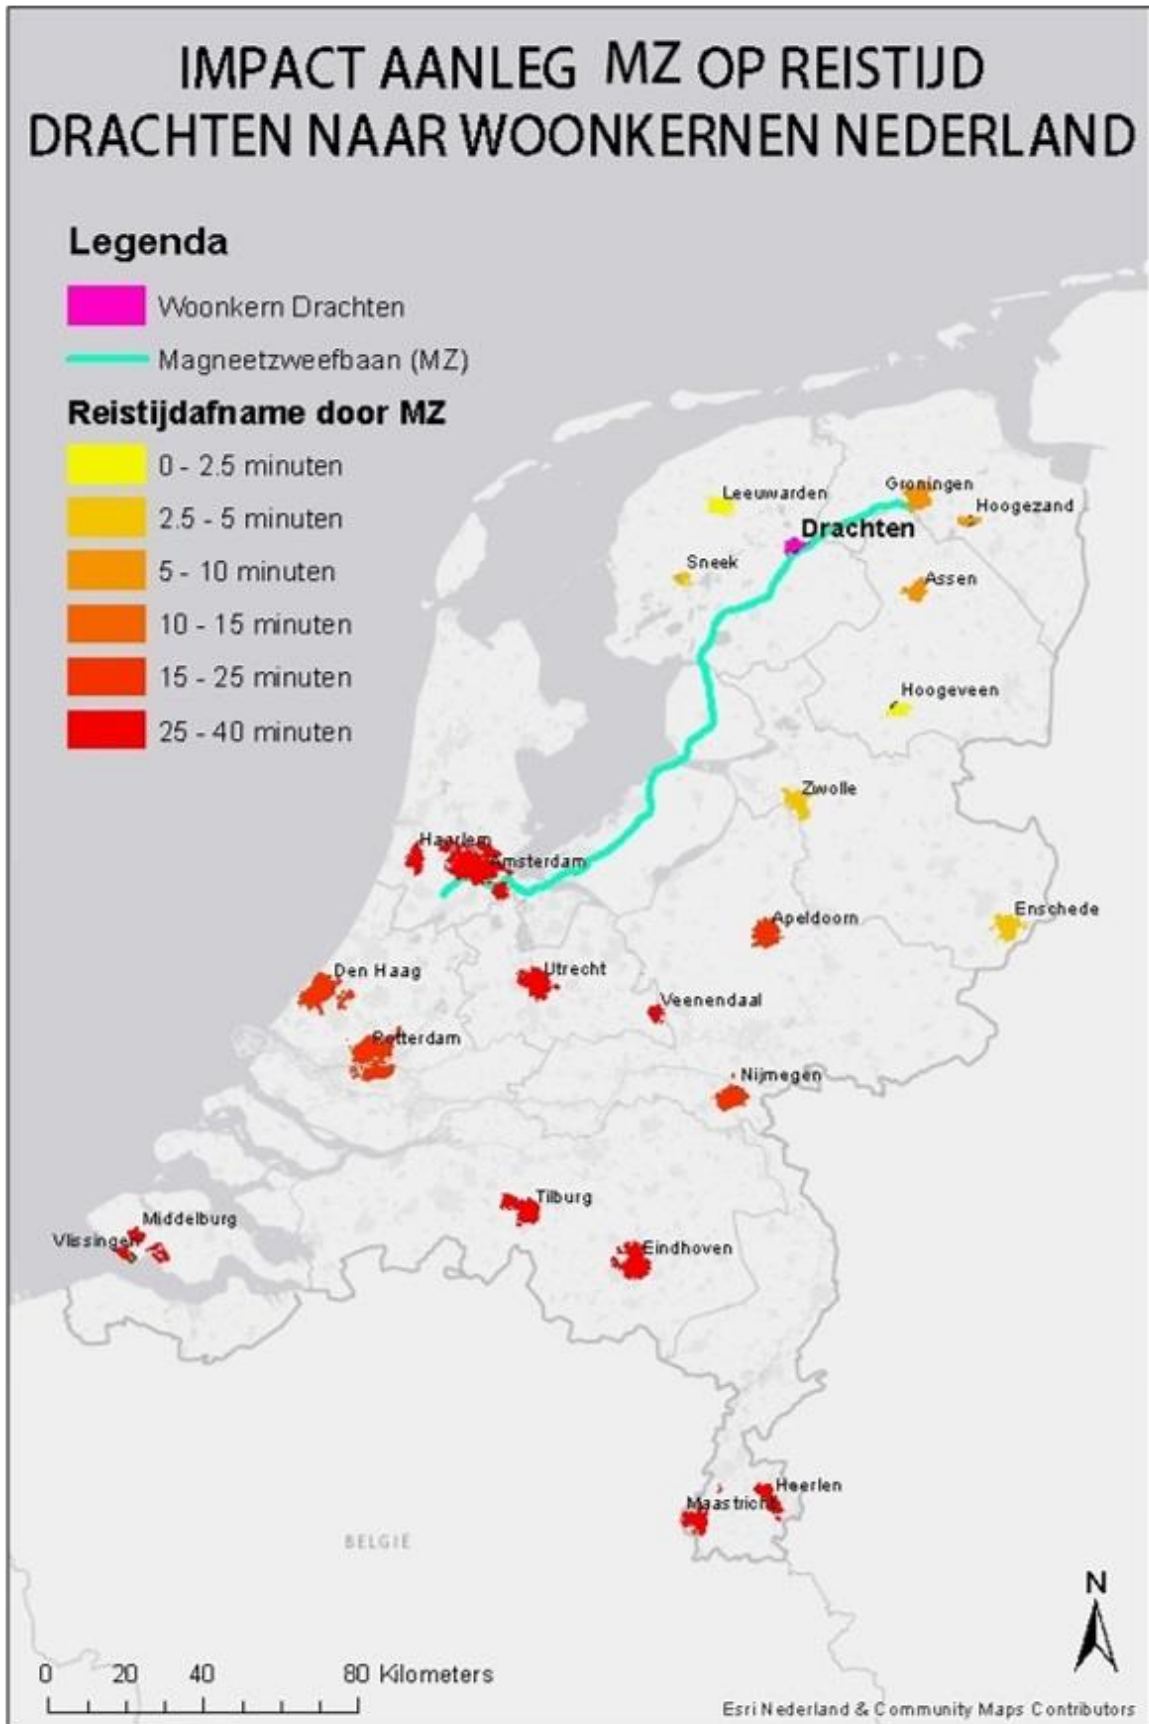 IMPACT AANLEG MZ OP REISTIJD
DRACHTEN NAAR WOONKERNEN NEDERLAND
Legenda
Woonkern Drachten
Magneetzweefbaan (MZ)
Reistijdafname door MZ
0 - 2.5 minuten
2.5 - 5 minuten
5 - 10 minuten
10 - 15 minuten
15 - 25 minuten
25 - 40 minuten
Groningen
Leeuwarden
Hoogezand
Drachten
Sneek
Assen
Hoogeveen
Zwolle
Haarlem
Amsterdam
Enschede
Apeldoorn
Den Haag
Utrecht
Veenendaal
Rotterdam
Nijmegen
Tilburg
Middelburg
Vlissingen
Eindhoven
Heerlen
Maastricht
BELGIË
N
0 20 40 80 Kilometers
Esri Nederland & Community Maps Contributors